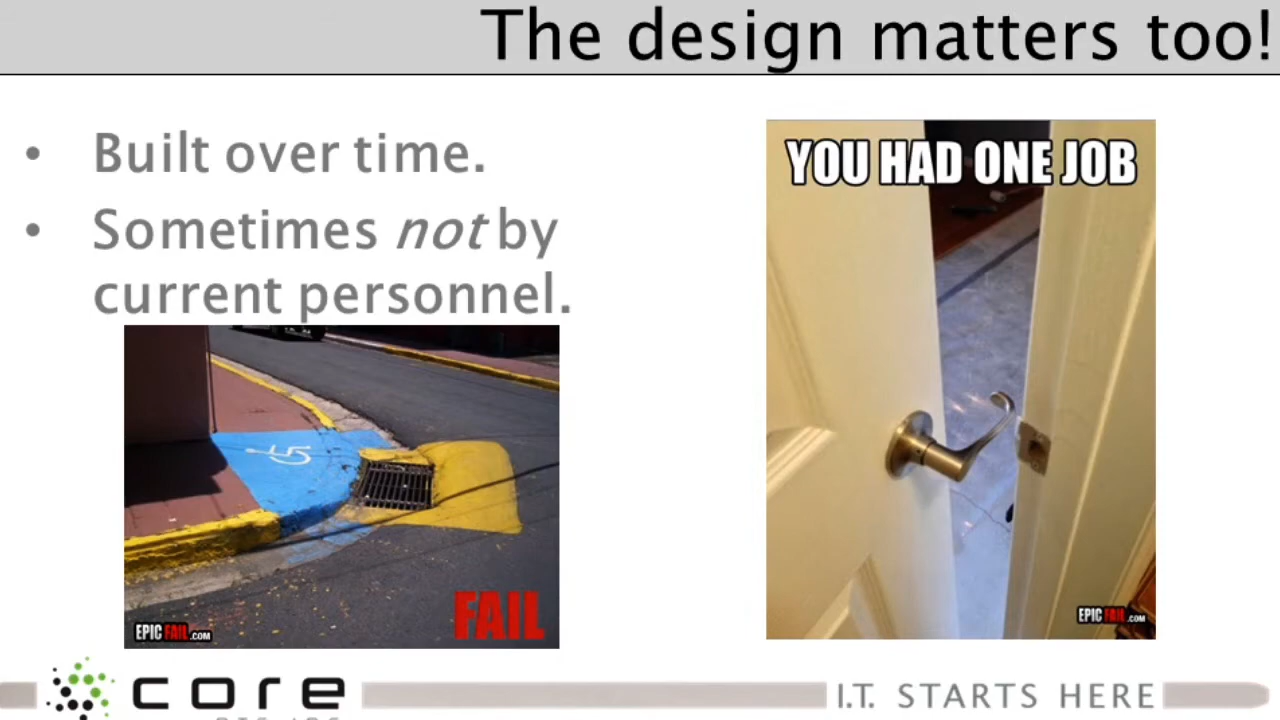 The design matters too!
• Built over time.
• Sometimes not by
current personnel.
YOU HAD ONE JOB
FAIL
EPIC FAIL.COM
EPIC FAIL.COM
core
I.T. STARTS HERE